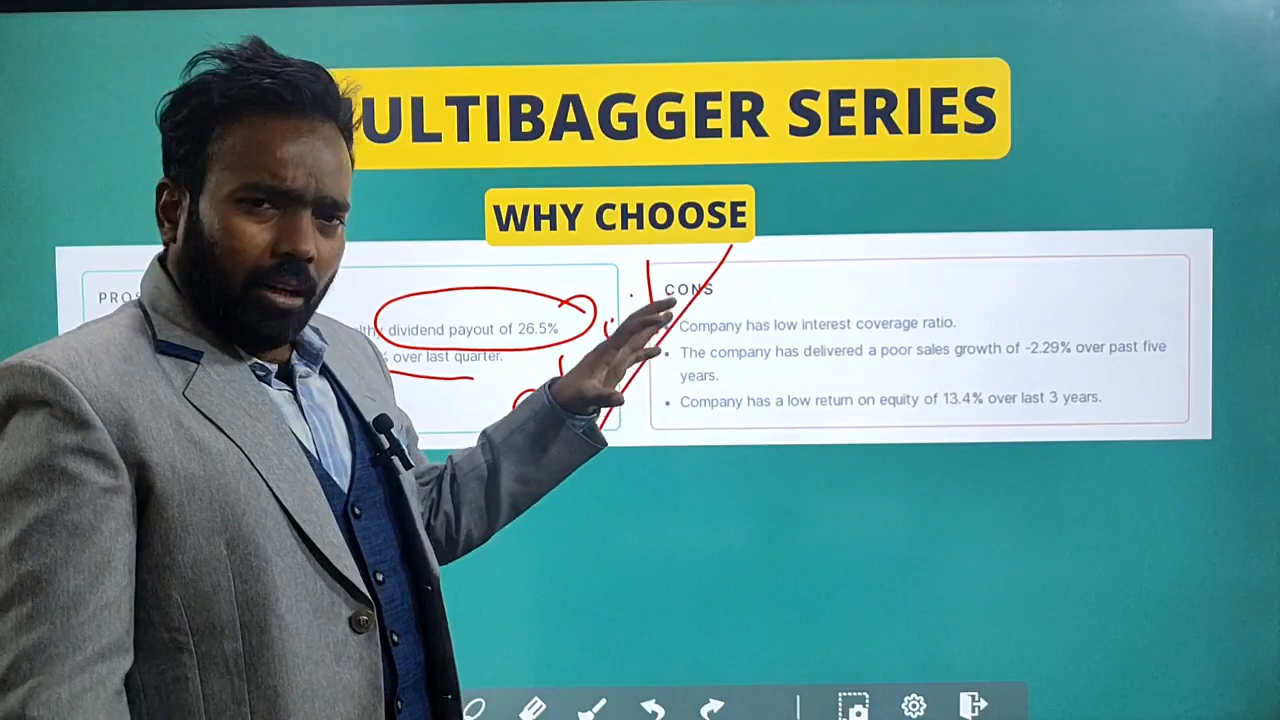 ULTIBAGGER SERIES
WHY CHOOSE
PROS
CONS
dividend payout of 26.5%
% over last quarter.
Company has low interest coverage ratio.
The company has delivered a poor sales growth of -2.29% over past five
years.
Company has a low return on equity of 13.4% over last 3 years.